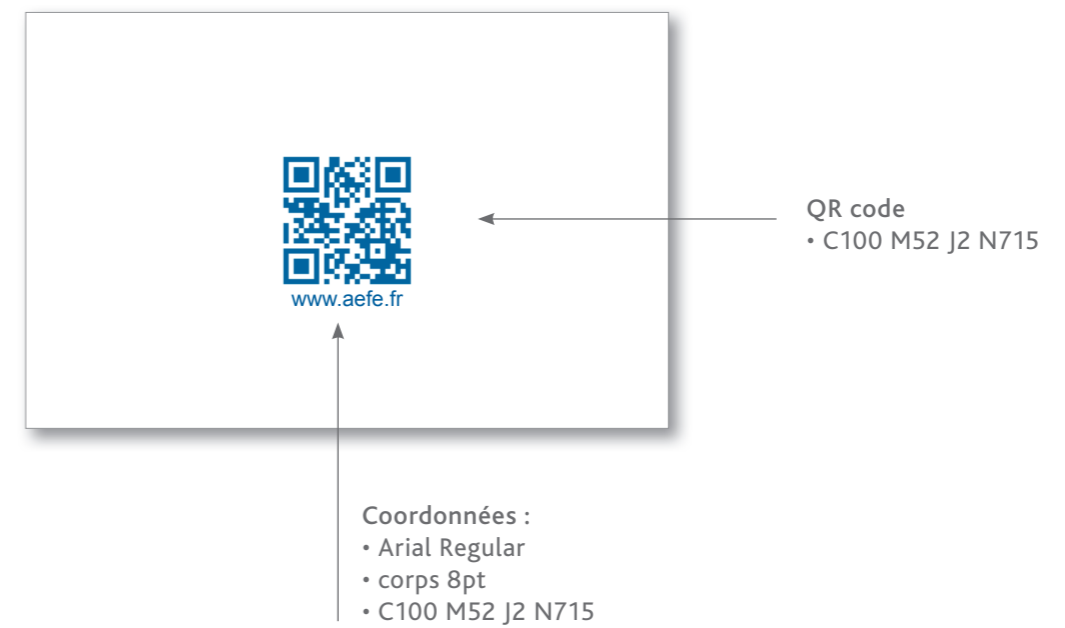 www.aefe.fr
QR code
• C100 M52 J2 N715
Coordonnées :
• Arial Regular
• corps 8pt
• C100 M52 J2 N715